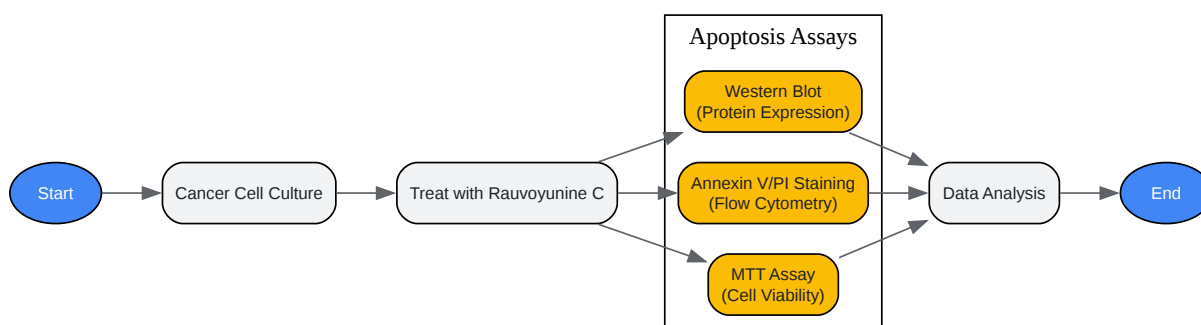 Start
Cancer Cell Culture
Treat with Rauvoyunine C
Apoptosis Assays
Western Blot
(Protein Expression)
Annexin V/PI Staining
(Flow Cytometry)
MTT Assay
(Cell Viability)
Data Analysis
End